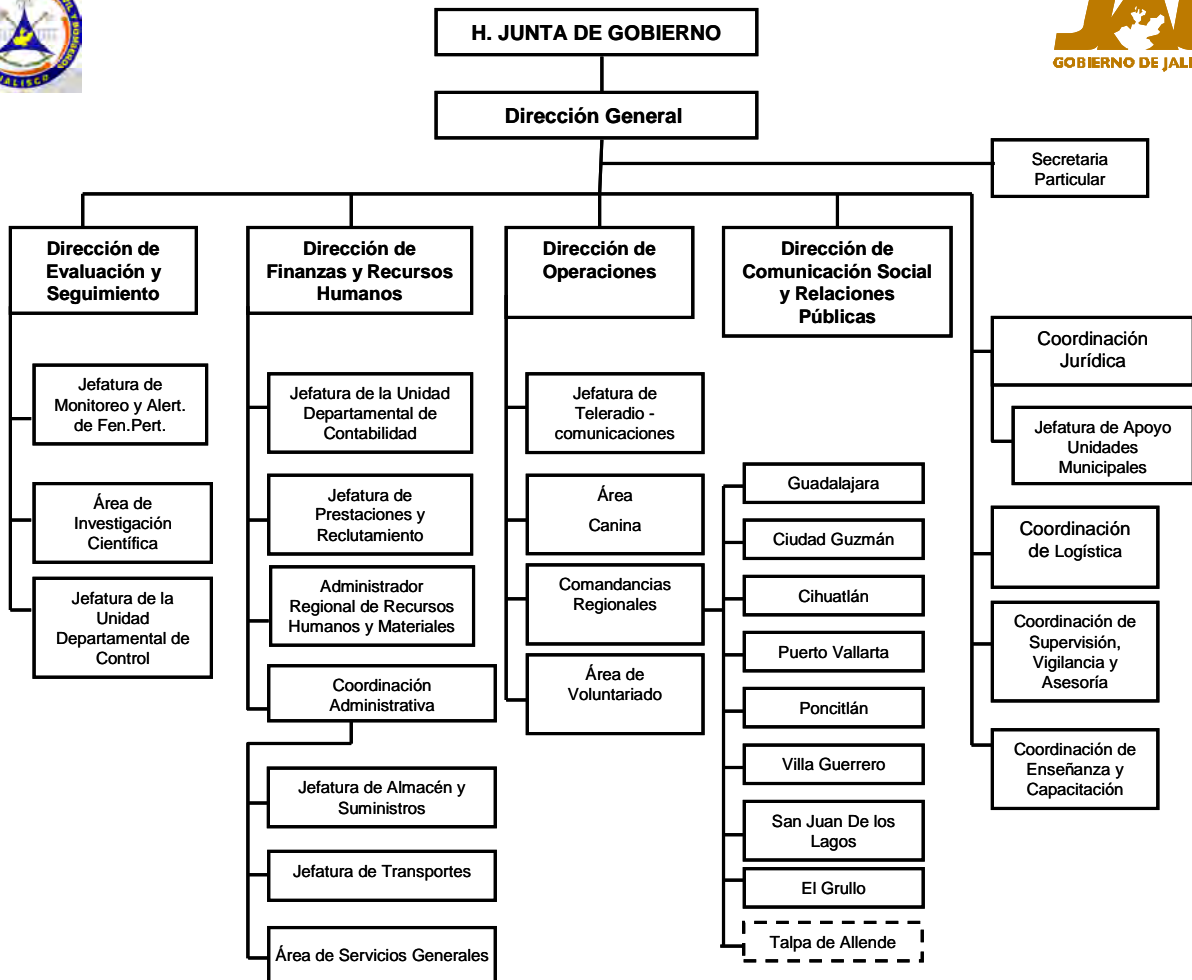 H. JUNTA DE GOBIERNO
GOBIERNO DE JAL
JALISCO
Dirección General
Secretaria
Particular
Dirección de
Evaluación y
Seguimiento
Dirección de
Finanzas y Recursos
Humanos
Dirección de
Operaciones
Dirección de
Comunicación Social
y Relaciones
Públicas
Jefatura de
Monitoreo y Alert.
de Fen.Pert.
Área de
Investigación
Científica
Jefatura de la
Unidad
Departamental de
Control
Jefatura de la Unidad
Departamental de
Contabilidad
Jefatura de
Prestaciones y
Reclutamiento
Administrador
Regional de Recursos
Humanos y Materiales
Coordinación
Administrativa
Jefatura de Almacén y
Suministros
Jefatura de Transportes
Área de Servicios Generales
Jefatura de
Teleradio -
comunicaciones
Área
Canina
Comandancias
Regionales
Área de
Voluntariado
Guadalajara
Ciudad Guzmán
Cihuatlán
Puerto Vallarta
Poncitlán
Villa Guerrero
San Juan De los
Lagos
El Grullo
Talpa de Allende
Coordinación
Jurídica
Jefatura de Apoyo
Unidades
Municipales
Coordinación
de Logística
Coordinación de
Supervisión,
Vigilancia y
Asesoría
Coordinación de
Enseñanza y
Capacitación